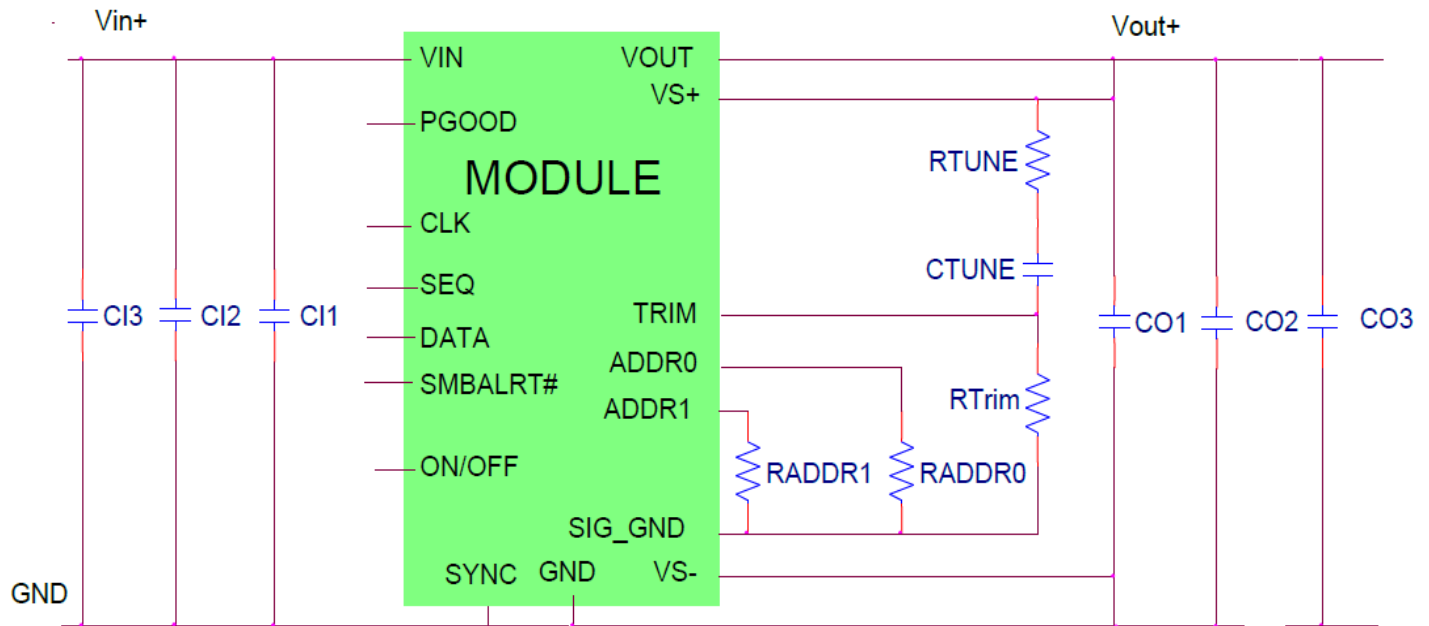 Vin+
Vout+
VIN
VOUT
VS+
PGOOD
RTUNE
MODULE
CLK
CTUNE
SEQ
TRIM
CI3
CI2
CI1
CO1
CO2
CO3
DATA
ADDR0
SMBALRT#
ADDR1
RTrim
ON/OFF
RADDR1
RADDR0
SIG_GND
SYNC
GND
VS-
GND